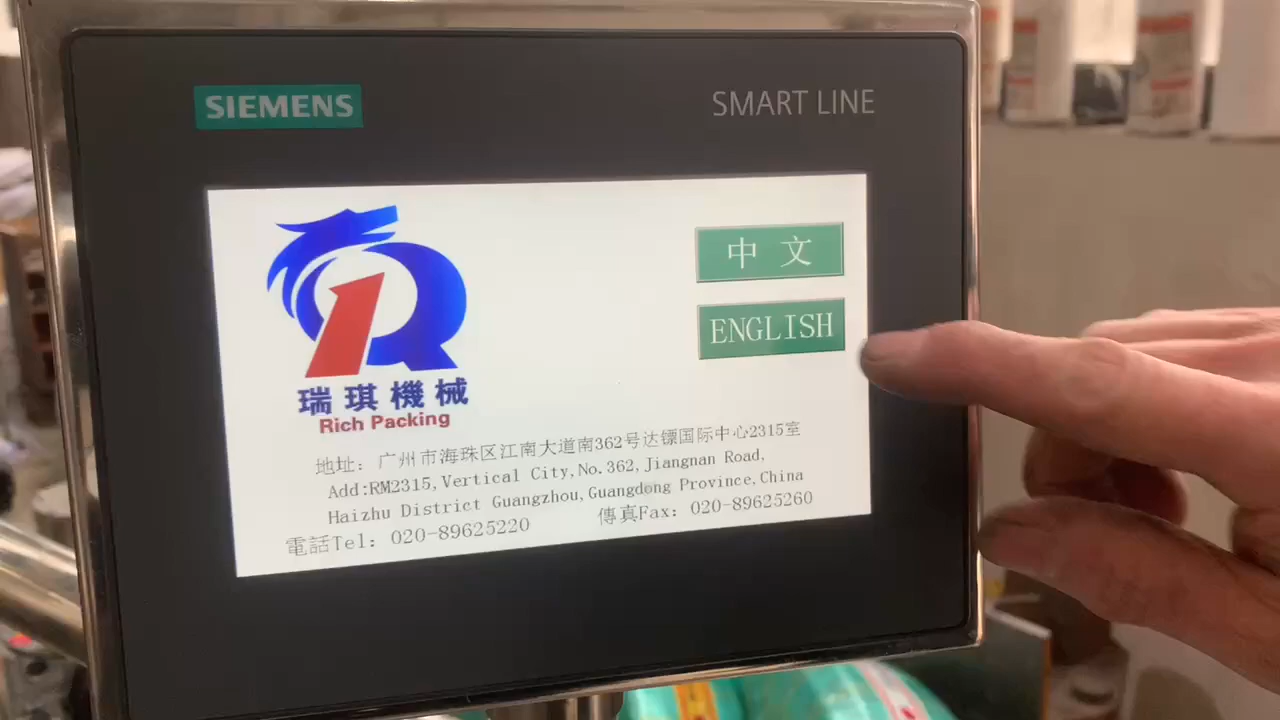 SIEMENS
SMART LINE
中文
ENGLISH
瑞琪機械
Rich Packing
地址：广州市海珠区江南大道南362号达镖国际中心2315室
Add:RM2315,Vertical City,No.362,Jiangnan Road,
Haizhu District Guangzhou,Guangdong Province,China
電話Tel：020-89625220 傳真Fax：020-89625260